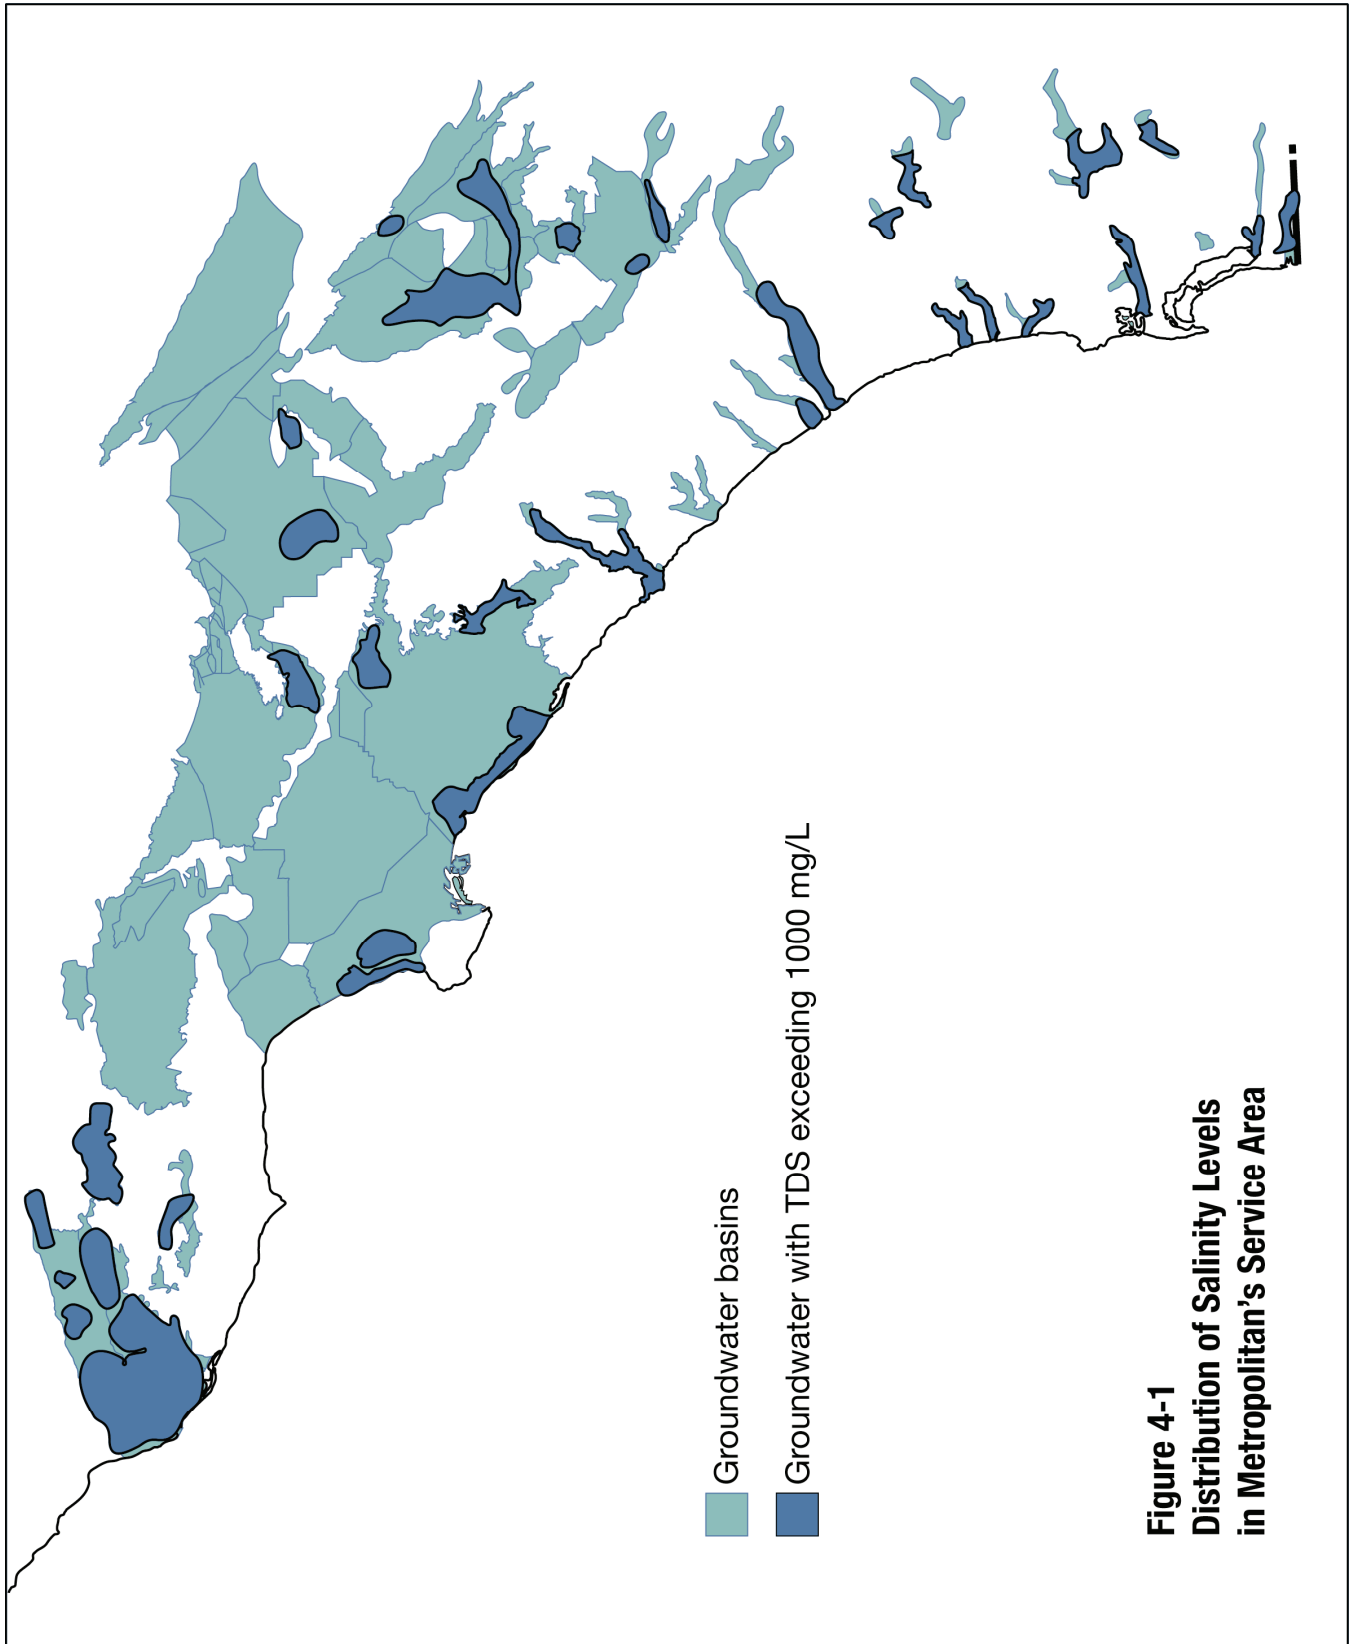 Groundwater basins
Groundwater with TDS exceeding 1000 mg/L
Figure 4-1
Distribution of Salinity Levels
in Metropolitan's Service Area